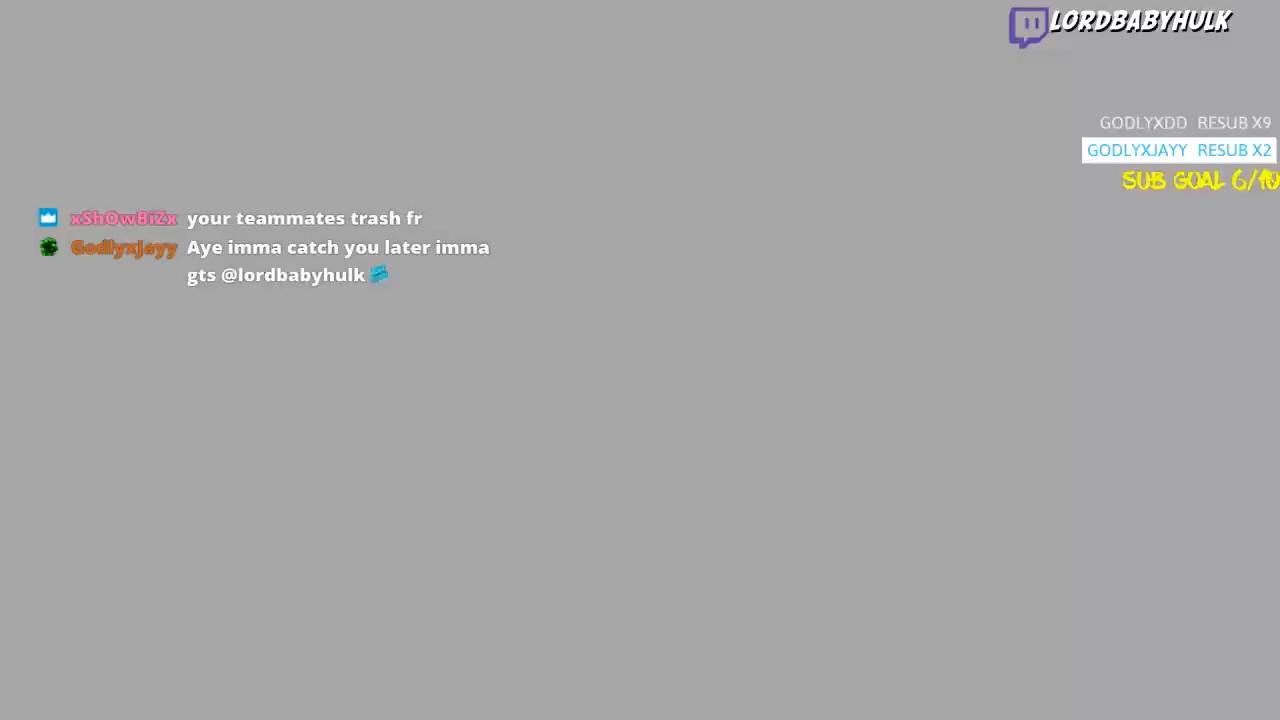 LORDBABYHULK
GODLYXDD RESUB X9
GODLYXJAYY RESUB X2
SUB GOAL 6/10
xShOwBiZx your teammates trash fr
GodlyxJayy Aye imma catch you later imma
gts @lordbabyhulk